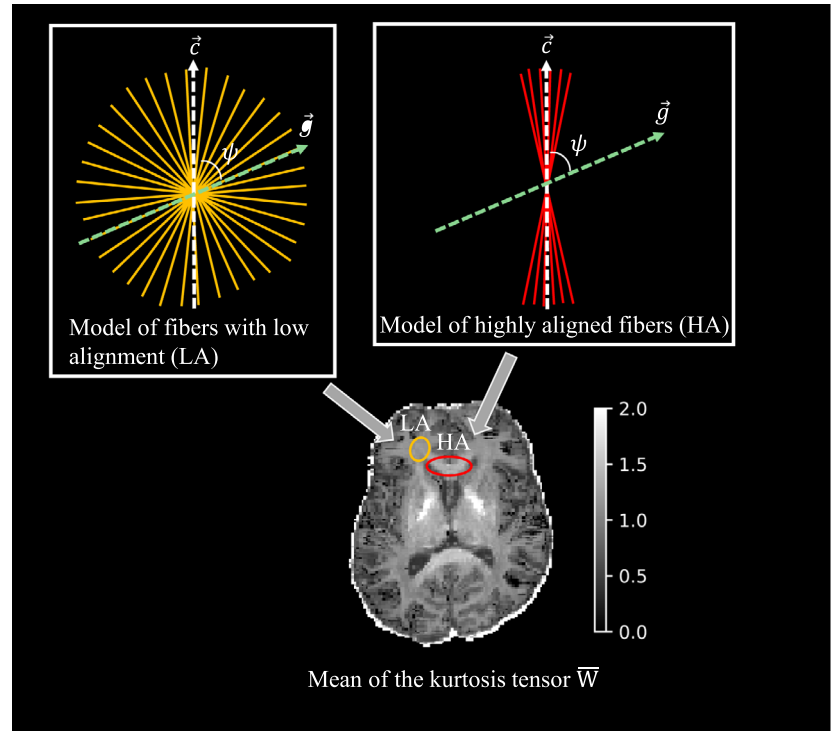 c⃗
g⃗
ψ
Model of fibers with low
alignment (LA)
c⃗
g⃗
ψ
Model of highly aligned fibers (HA)
LA
HA
2.0
1.5
1.0
0.5
0.0
Mean of the kurtosis tensor W̅